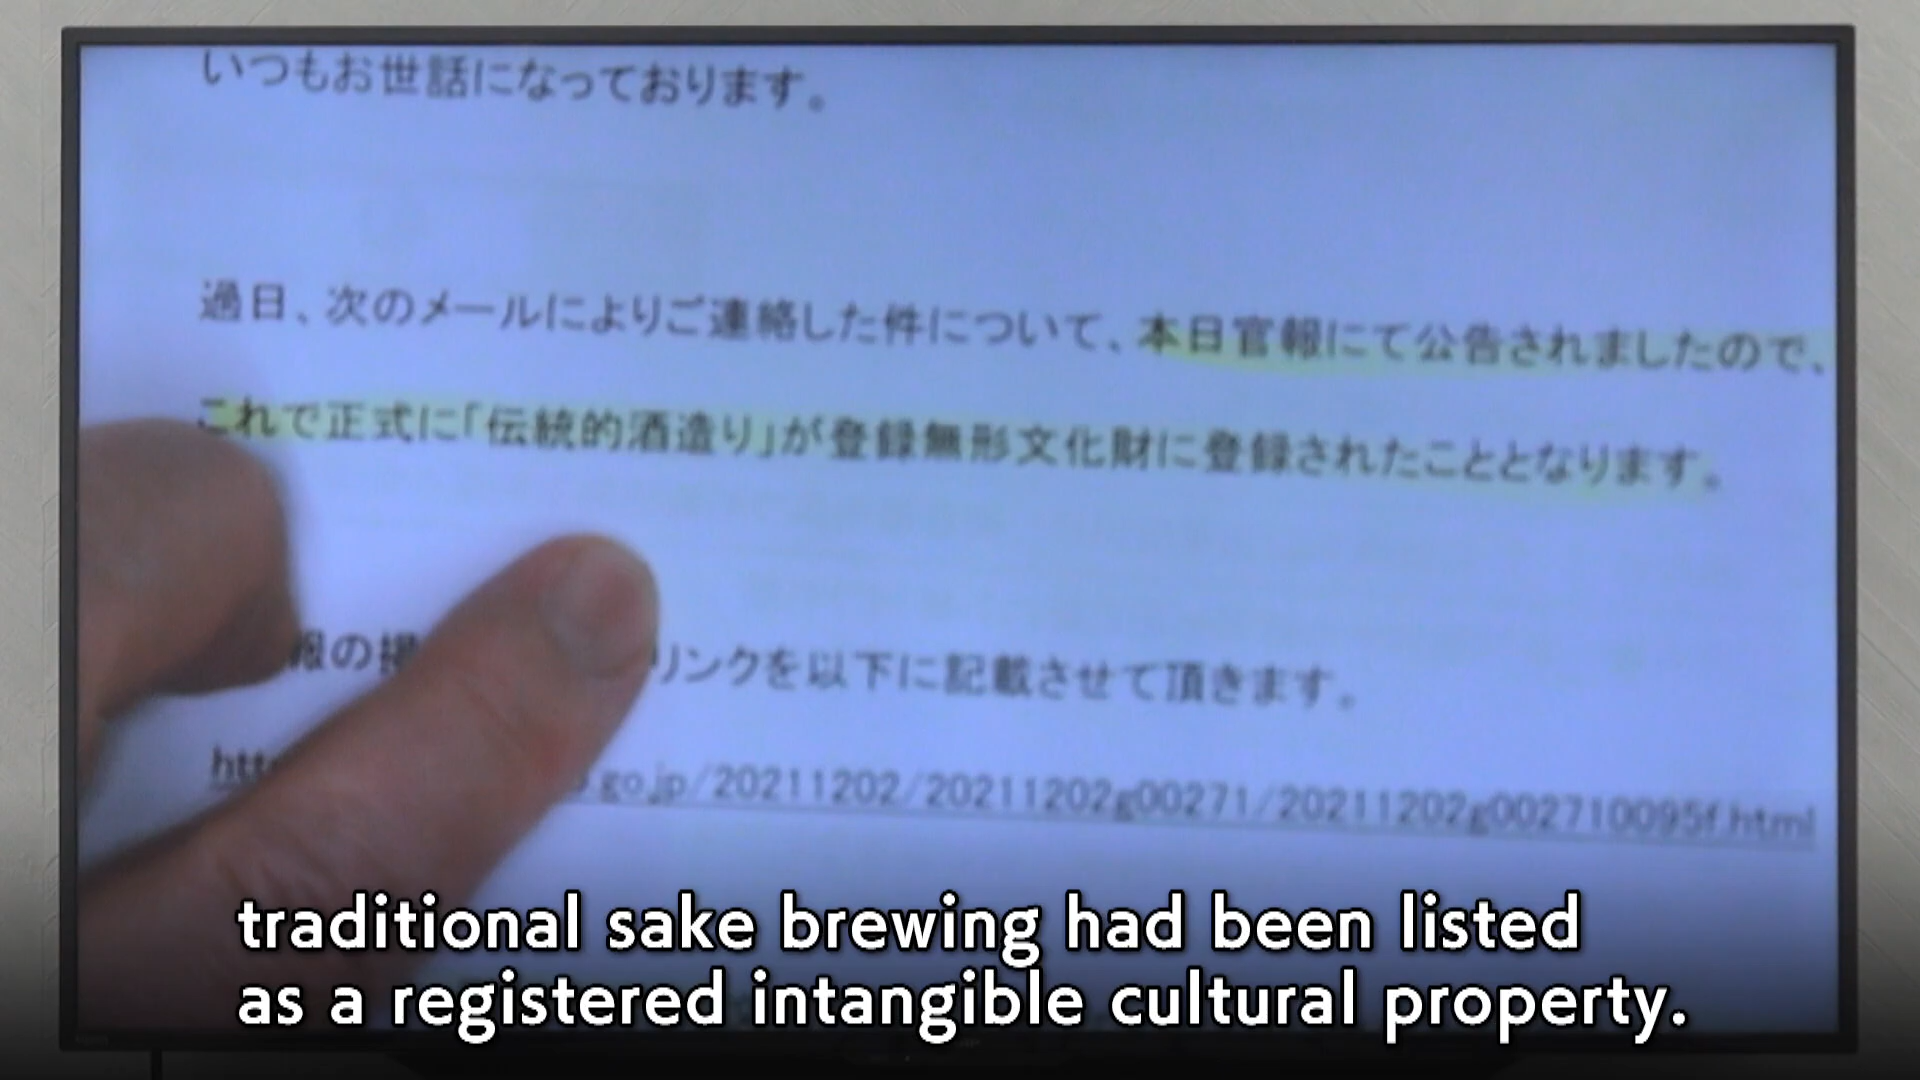 いつもお世話になっております。
過日、次のメールによりご連絡した件について、本日官報にて公告されましたので、
これで正式に「伝統的酒造り」が登録無形文化財に登録されたこととなります。
報の掲 リンクを以下に記載させて頂きます。
htt .go.jp/20211202/20211202g00271/20211202g002710095f.html
traditional sake brewing had been listed
as a registered intangible cultural property.